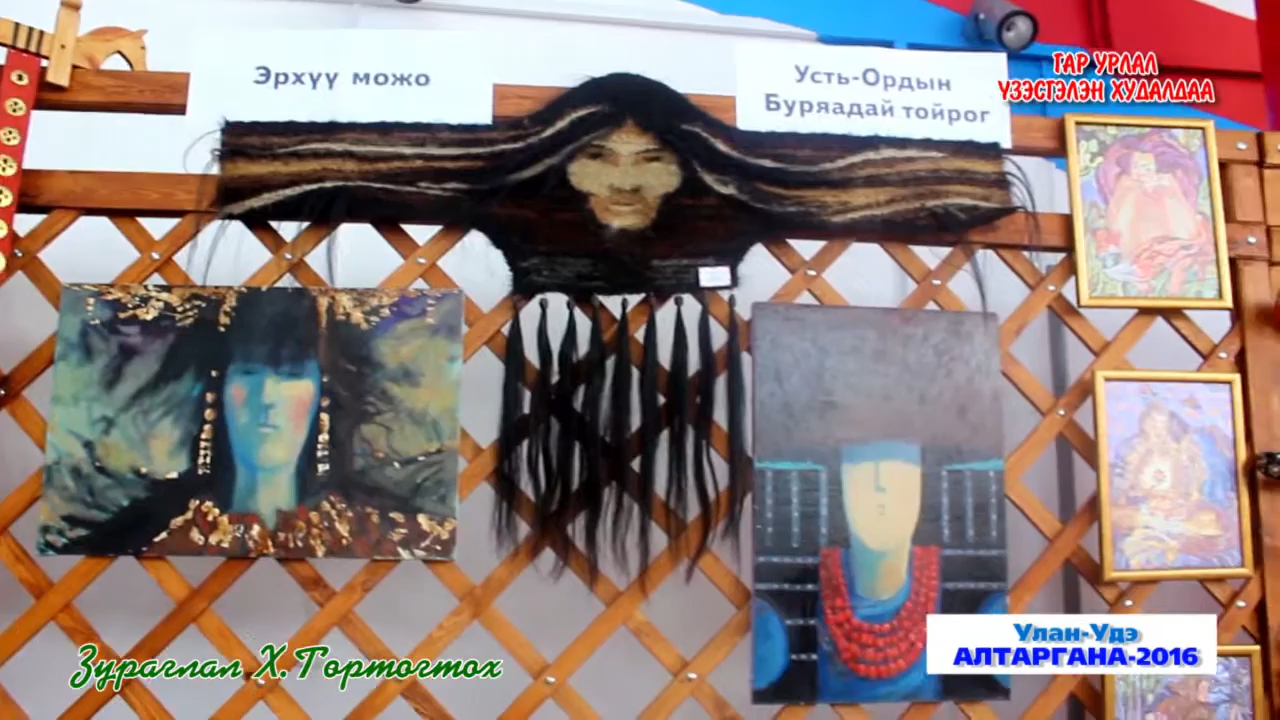 Эрхүү можо
Усть-Ордын
Буряадай тойрог
ГАР УРЛАЛ
ҮЗЭСГЭЛЭН ХУДАЛДАА
Зураглал Х.Гортогтох
Улан-Удэ
АЛТАРГАНА-2016